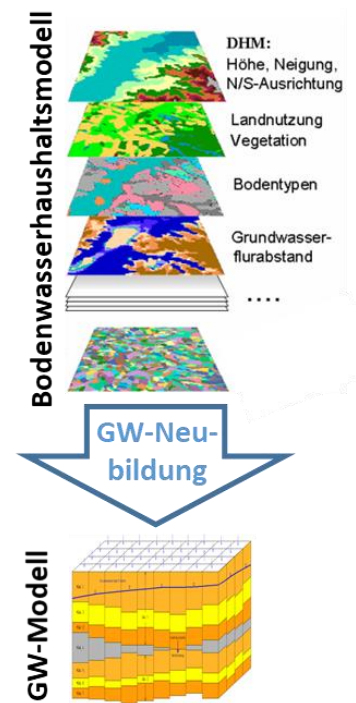 Bodenwasserhaushaltsmodell
DHM:
Höhe, Neigung,
N/S-Ausrichtung
Landnutzung
Vegetation
Bodentypen
Grundwasser-
flurabstand
....
GW-Neu-
bildung
GW-Modell